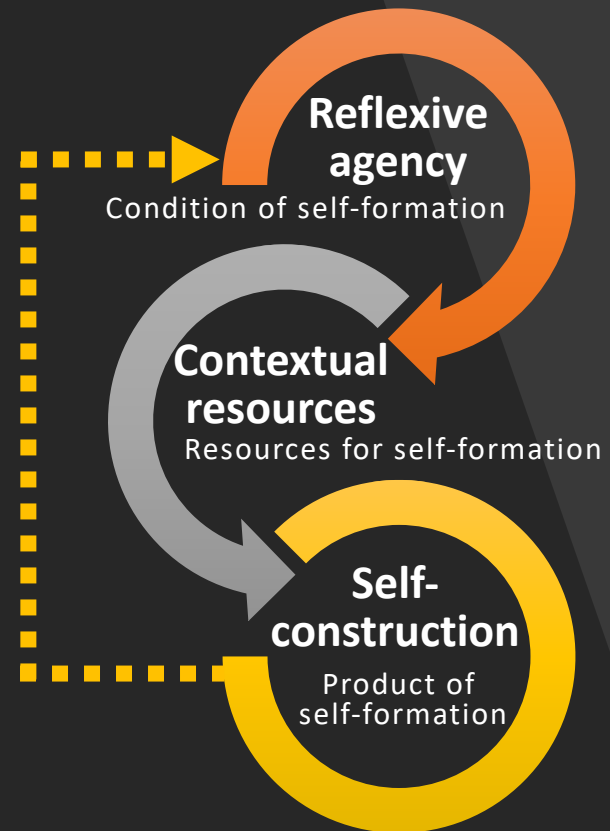 Reflexive
agency
Condition of self-formation
Contextual
resources
Resources for self-formation
Self-
construction
Product of
self-formation